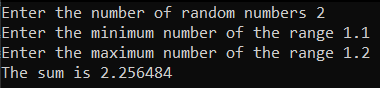 Enter the number of random numbers 2
Enter the minimum number of the range 1.1
Enter the maximum number of the range 1.2
The sum is 2.256484